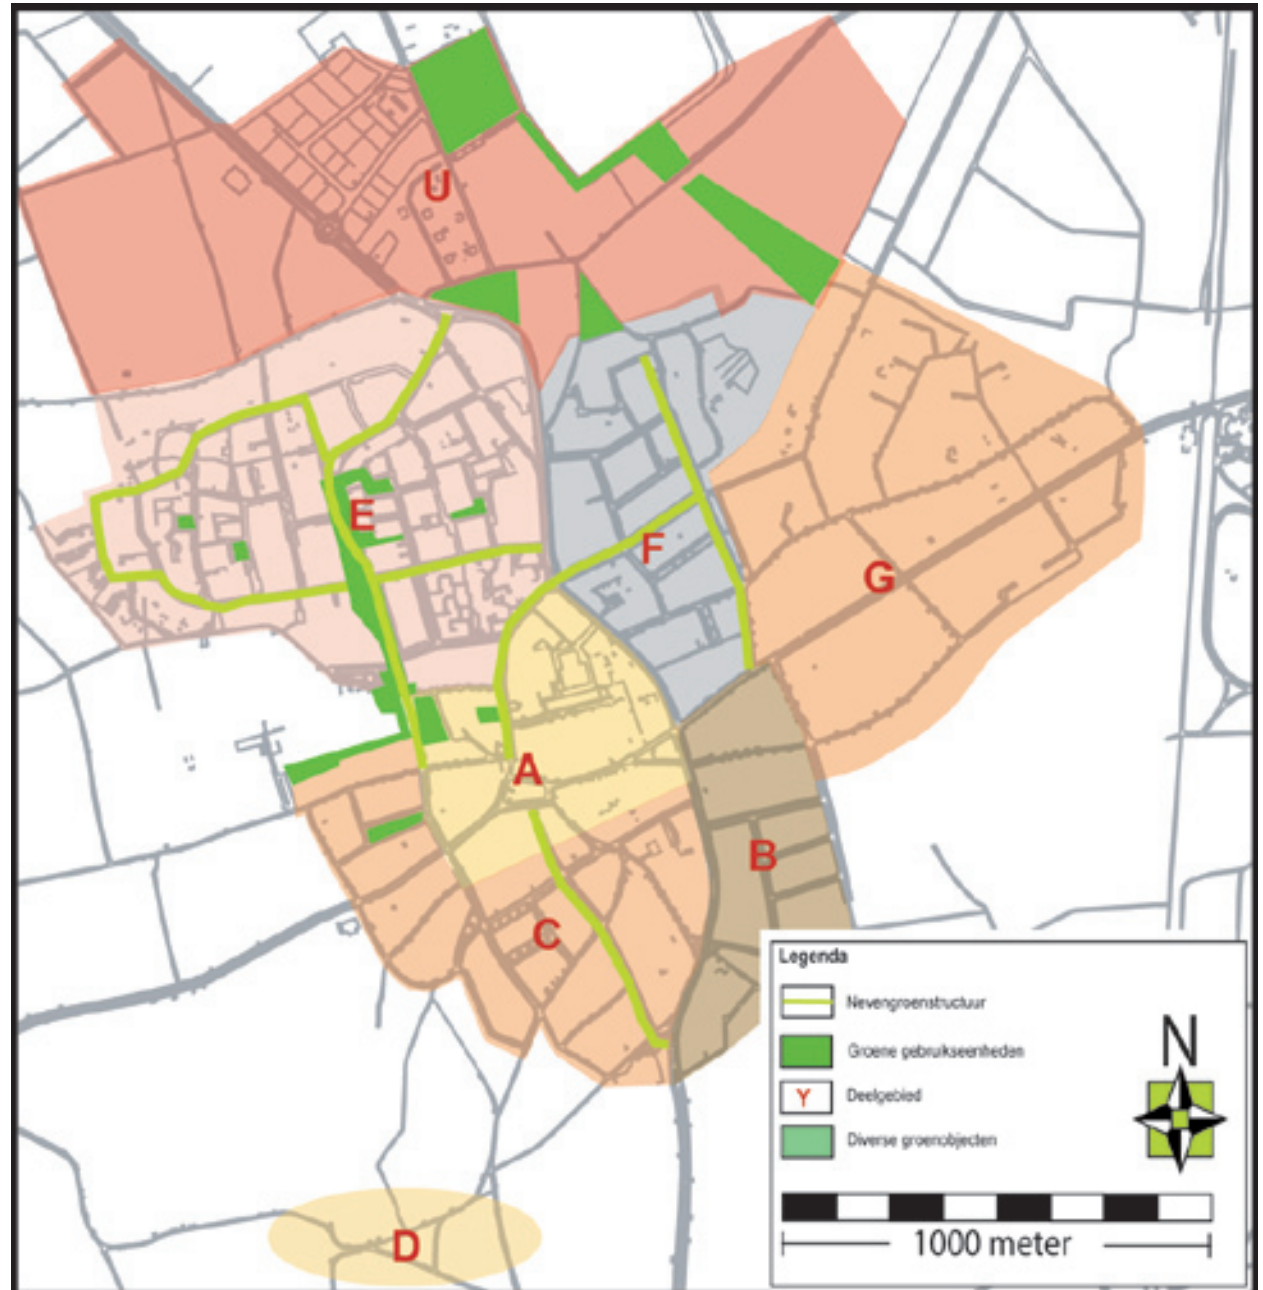 U
E
F
G
A
B
C
D
Legenda
Nevengroenstructuur
Groene gebruikseenheden
Y
Deelgebied
Diverse groenobjecten
N
1000 meter